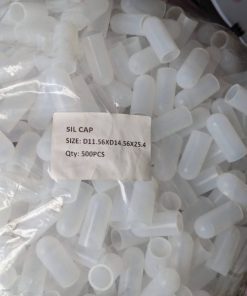 SIL CAP
SIZE: D11.56XD14.56X25.4
Qty: 500PCS